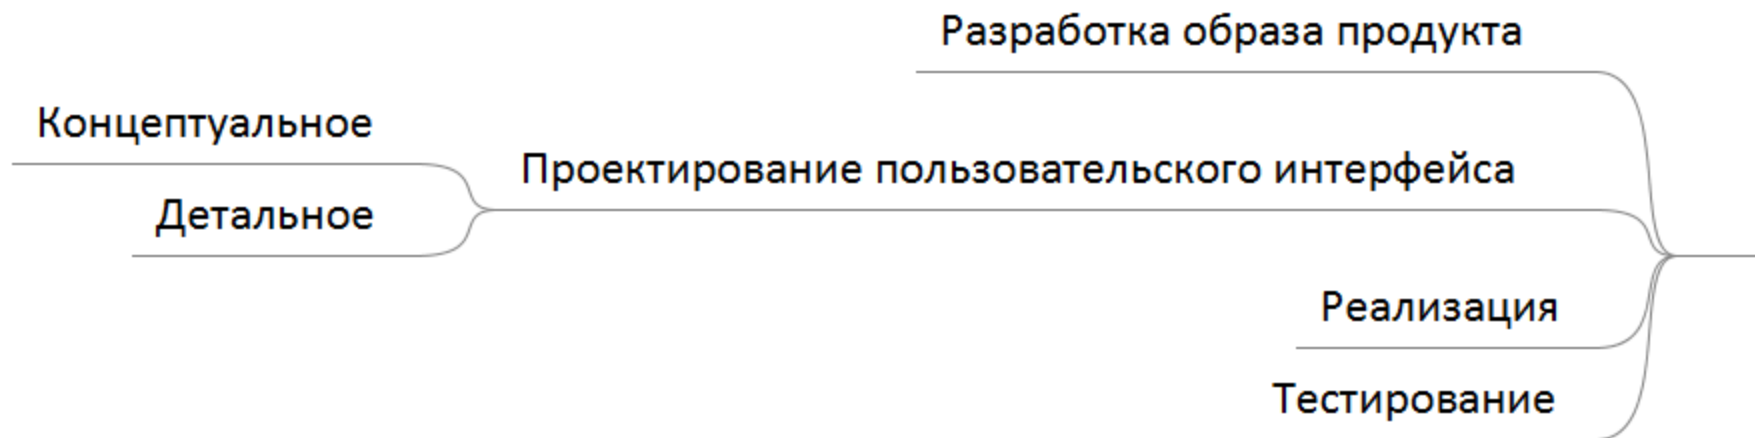 Разработка образа продукта
Концептуальное
Проектирование пользовательского интерфейса
Детальное
Реализация
Тестирование